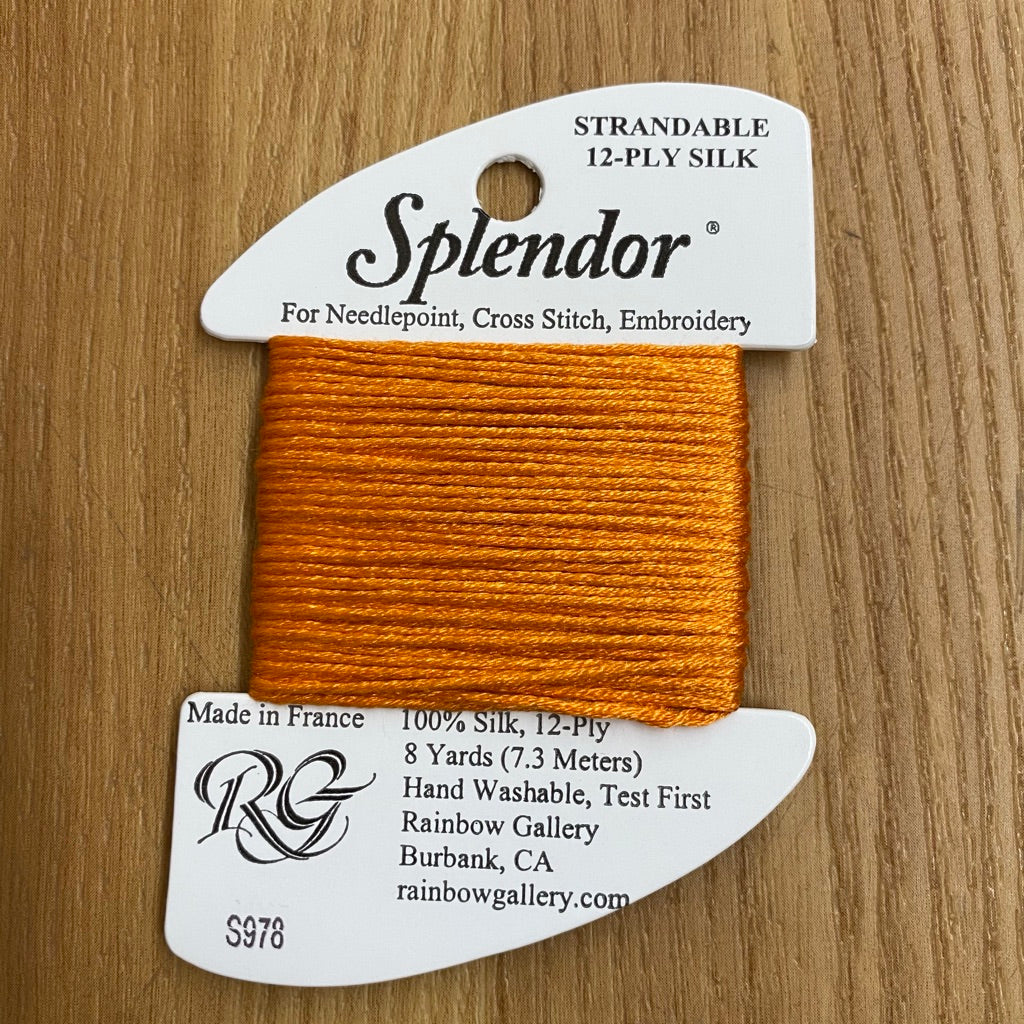 STRANDABLE
12-PLY SILK
Splendor ®
For Needlepoint, Cross Stitch, Embroidery
Made in France
RG
S978
100% Silk, 12-Ply
8 Yards (7.3 Meters)
Hand Washable, Test First
Rainbow Gallery
Burbank, CA
rainbowgallery.com